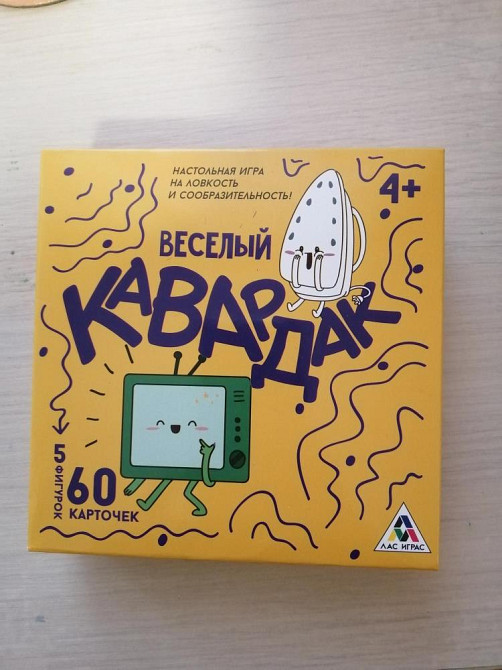 НАСТОЛЬНАЯ ИГРА
НА ЛОВКОСТЬ
И СООБРАЗИТЕЛЬНОСТЬ!
4+
ВЕСЕЛЫЙ
КАВАРДАК
5 ФИГУРОК
60
КАРТОЧЕК
ЛАС ИГРАС